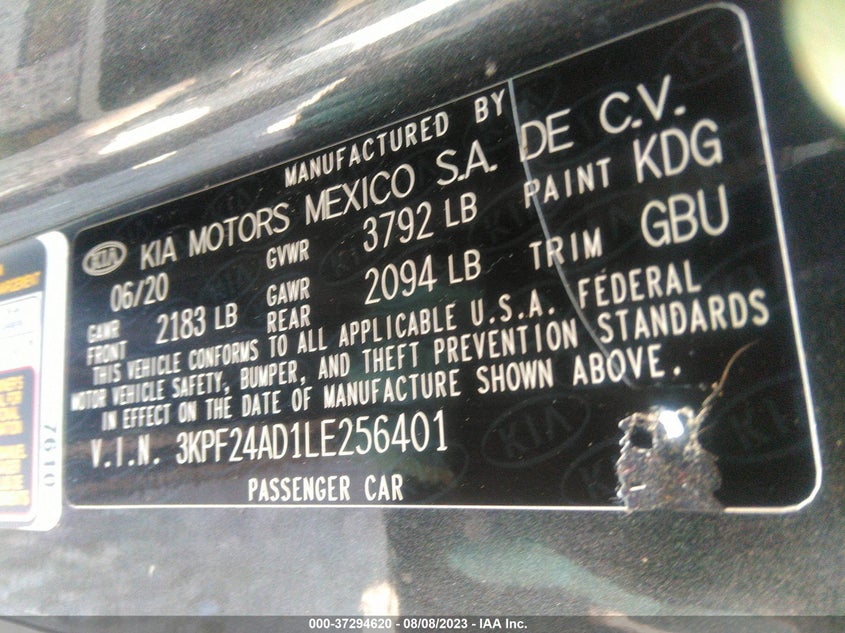 MANUFACTURED BY
KIA KIA MOTORS MEXICO S.A. DE C.V.
06/20 GVWR 3792 LB PAINT KDG
GAWR FRONT 2183 LB GAWR REAR 2094 LB TRIM GBU
THIS VEHICLE CONFORMS TO ALL APPLICABLE U.S.A. FEDERAL
MOTOR VEHICLE SAFETY, BUMPER, AND THEFT PREVENTION STANDARDS
IN EFFECT ON THE DATE OF MANUFACTURE SHOWN ABOVE.
V.I.N. 3KPF24AD1LE256401
PASSENGER CAR
7610
000-37294620 - 08/08/2023 - IAA Inc.